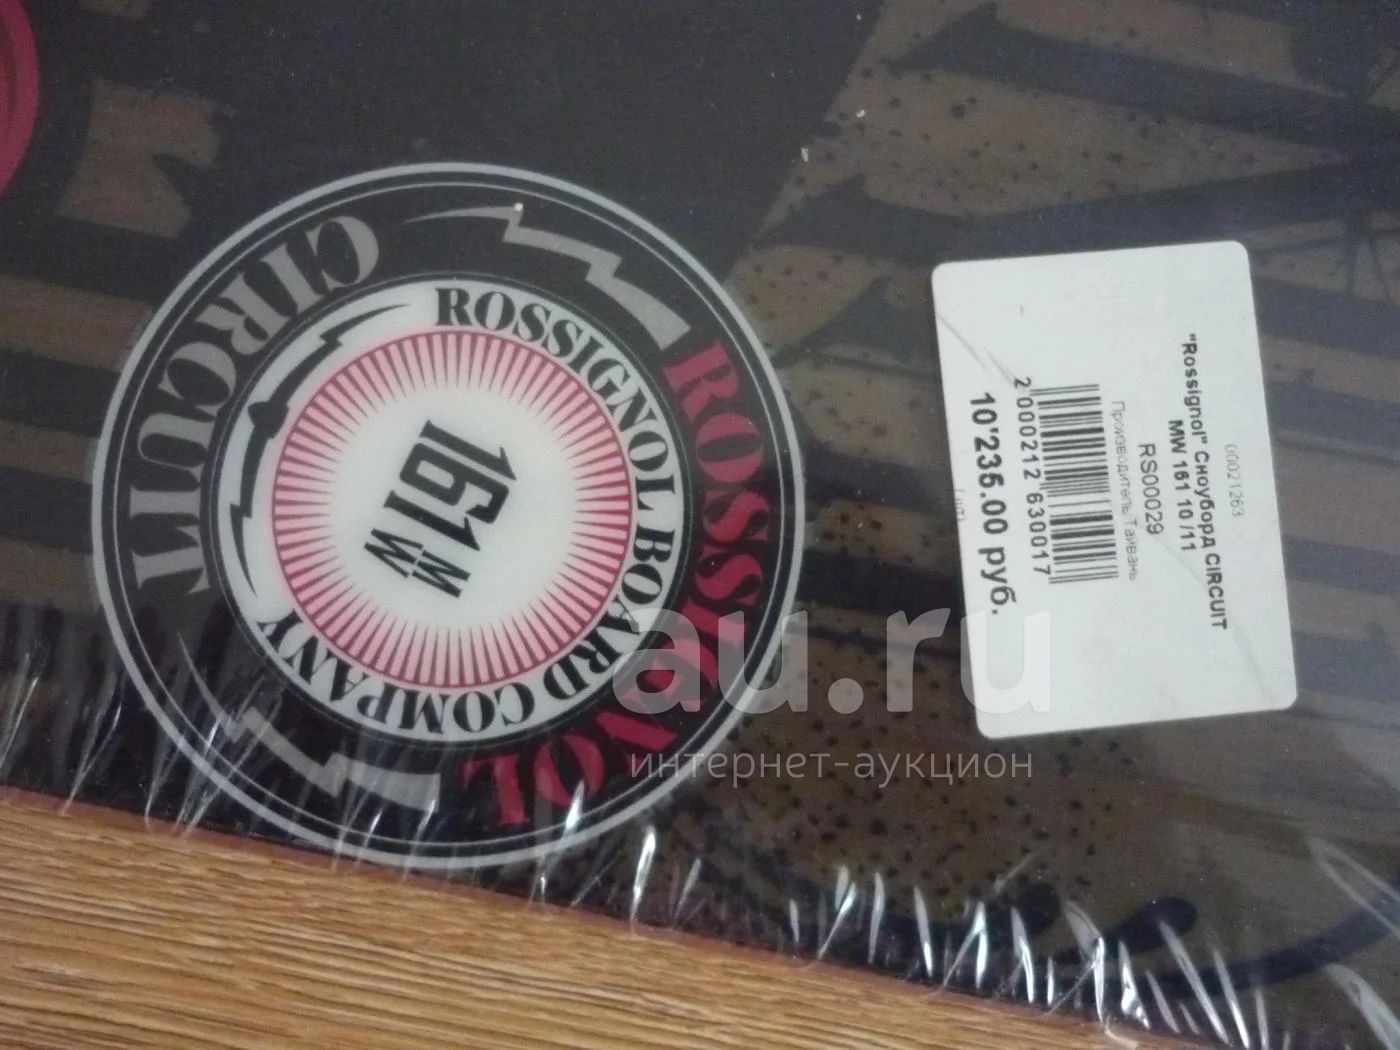 CIRCUIT
ROSSIGNOL
ROSSIGNOL BOARD COMPANY
161 MW
00021263
"Rossignol" Сноуборд CIRCUIT
MW 161 10 /11
RS00029
Производитель Тайвань
2 000212 630017
10'235.00 руб.
au.ru
интернет-аукцион